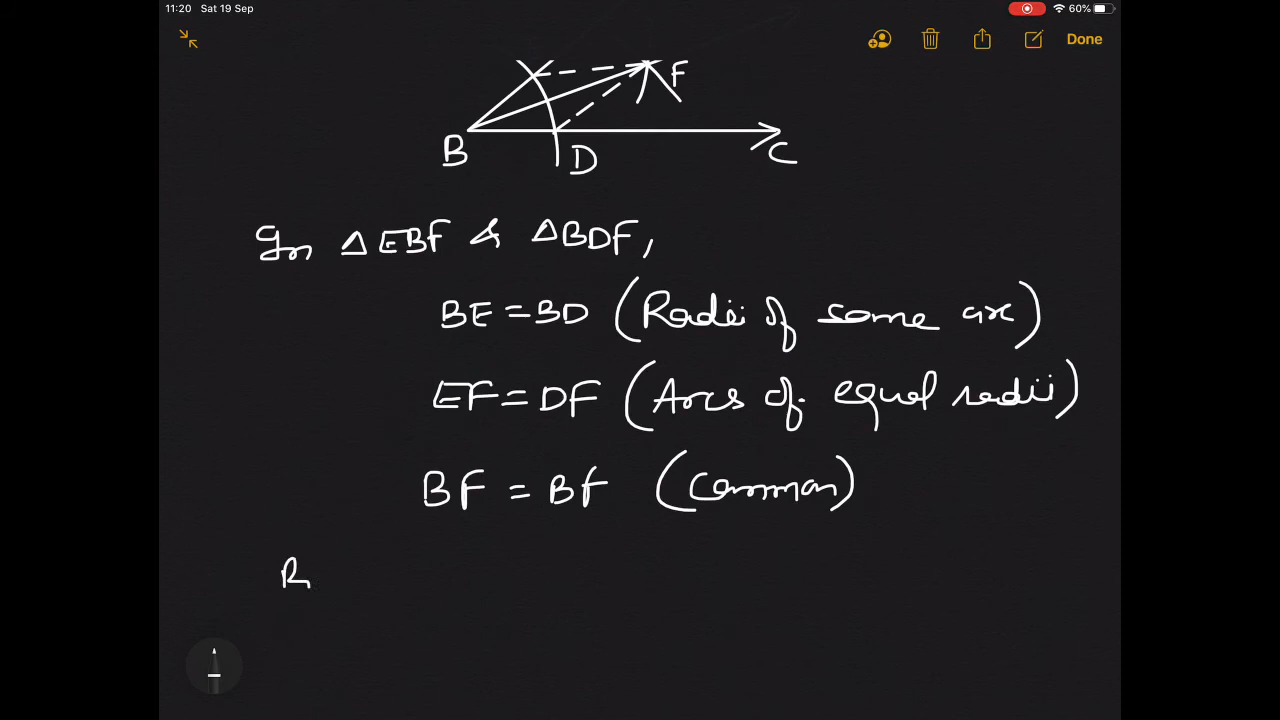 11:20 Sat 19 Sep 60%
Done
F
B D C
In △EBF & △BDF,
BE = BD (Radii of same arc)
EF = DF (Arcs of equal radii)
BF = BF (Common)
B